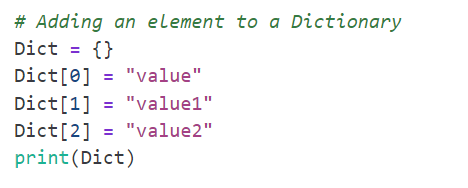 # Adding an element to a Dictionary
Dict = {}
Dict[0] = "value"
Dict[1] = "value1"
Dict[2] = "value2"
print(Dict)